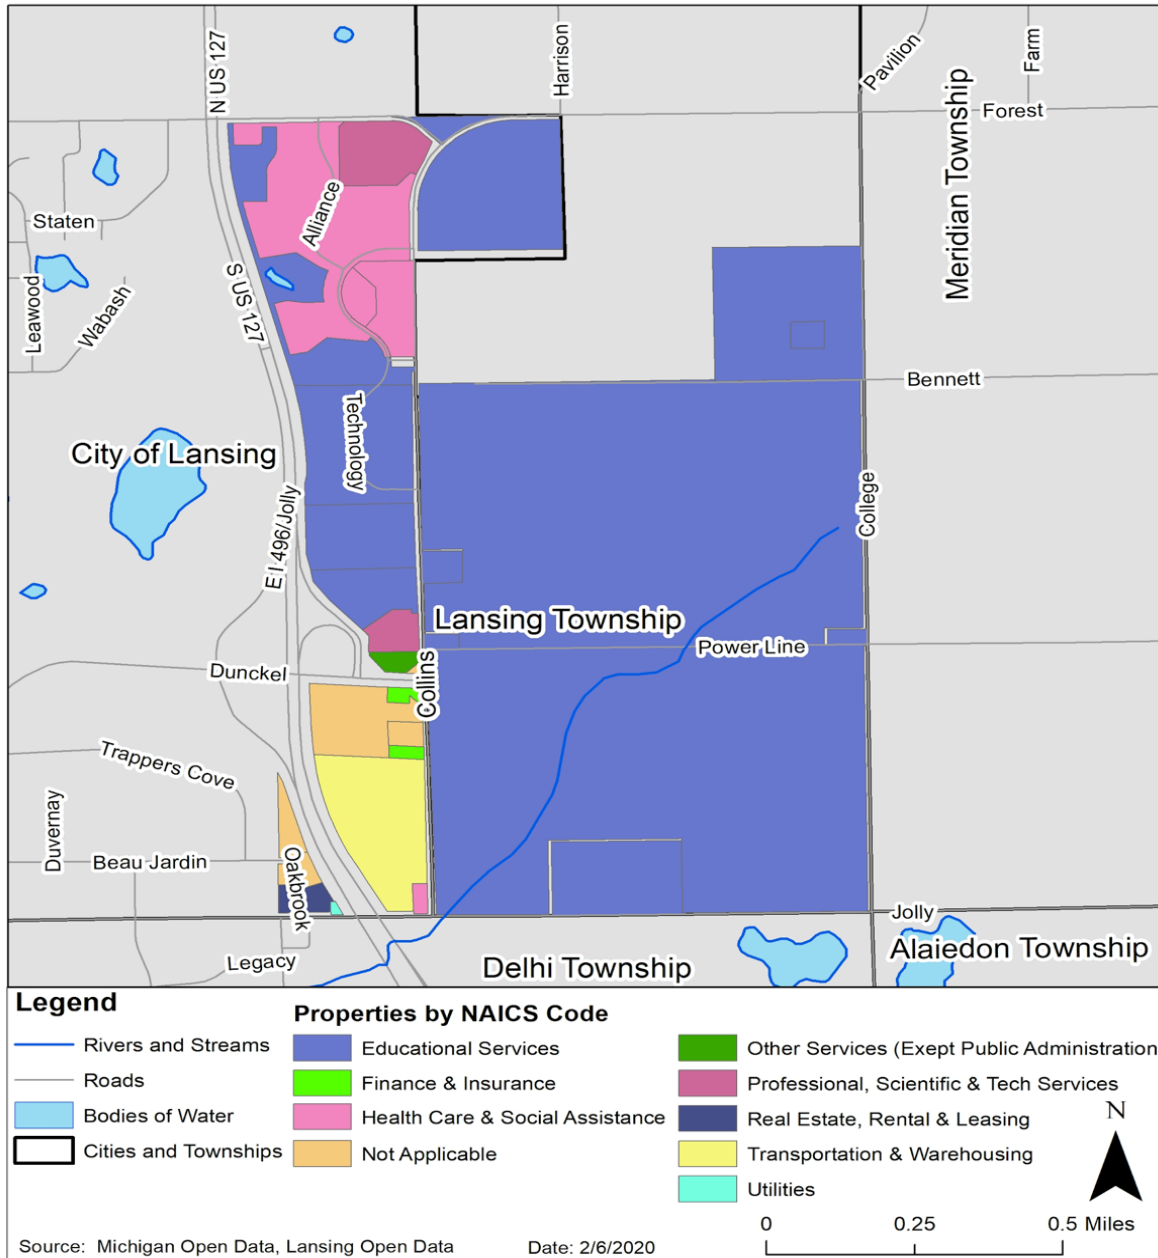 N US 127
Harrison
Pavilion
Farm
Forest
Meridian Township
Staten
Alliance
Leawood
Wabash
S US 127
Bennett
Technology
City of Lansing
E I 496/Jolly
College
Lansing Township
Power Line
Dunckel
Collins
Trappers Cove
Duvernay
Beau Jardin
Oakbrook
Jolly
Legacy
Delhi Township
Alaiedon Township
Legend
Rivers and Streams
Roads
Bodies of Water
Cities and Townships
Properties by NAICS Code
Educational Services
Finance & Insurance
Health Care & Social Assistance
Not Applicable
Other Services (Exept Public Administration
Professional, Scientific & Tech Services
Real Estate, Rental & Leasing
Transportation & Warehousing
Utilities
N
0 0.25 0.5 Miles
Source: Michigan Open Data, Lansing Open Data Date: 2/6/2020